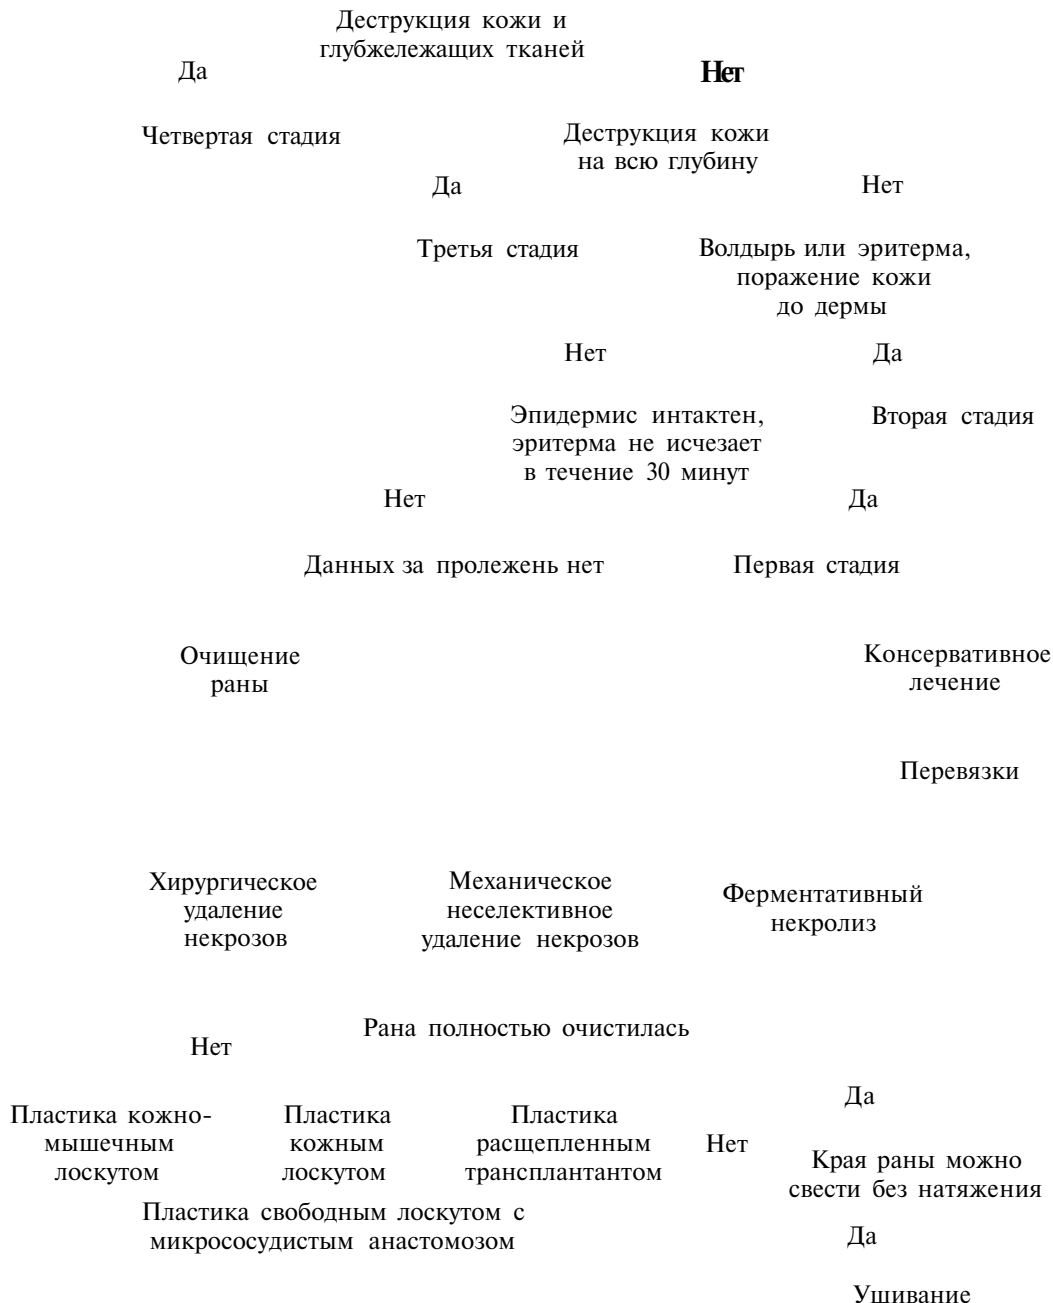 Деструкция кожи и
глубжележащих тканей
Да
Нет
Четвертая стадия
Деструкция кожи
на всю глубину
Да
Нет
Третья стадия
Волдырь или эритерма,
поражение кожи
до дермы
Нет
Да
Эпидермис интактен,
эритерма не исчезает
в течение 30 минут
Вторая стадия
Нет
Да
Данных за пролежень нет
Первая стадия
Очищение
раны
Консервативное
лечение
Перевязки
Хирургическое
удаление
некрозов
Механическое
неселективное
удаление некрозов
Ферментативный
некролиз
Рана полностью очистилась
Нет
Да
Пластика кожно-
мышечным
лоскутом
Пластика
кожным
лоскутом
Пластика
расщепленным
трансплантантом
Нет
Края раны можно
свести без натяжения
Пластика свободным лоскутом с
микрососудистым анастомозом
Да
Ушивание